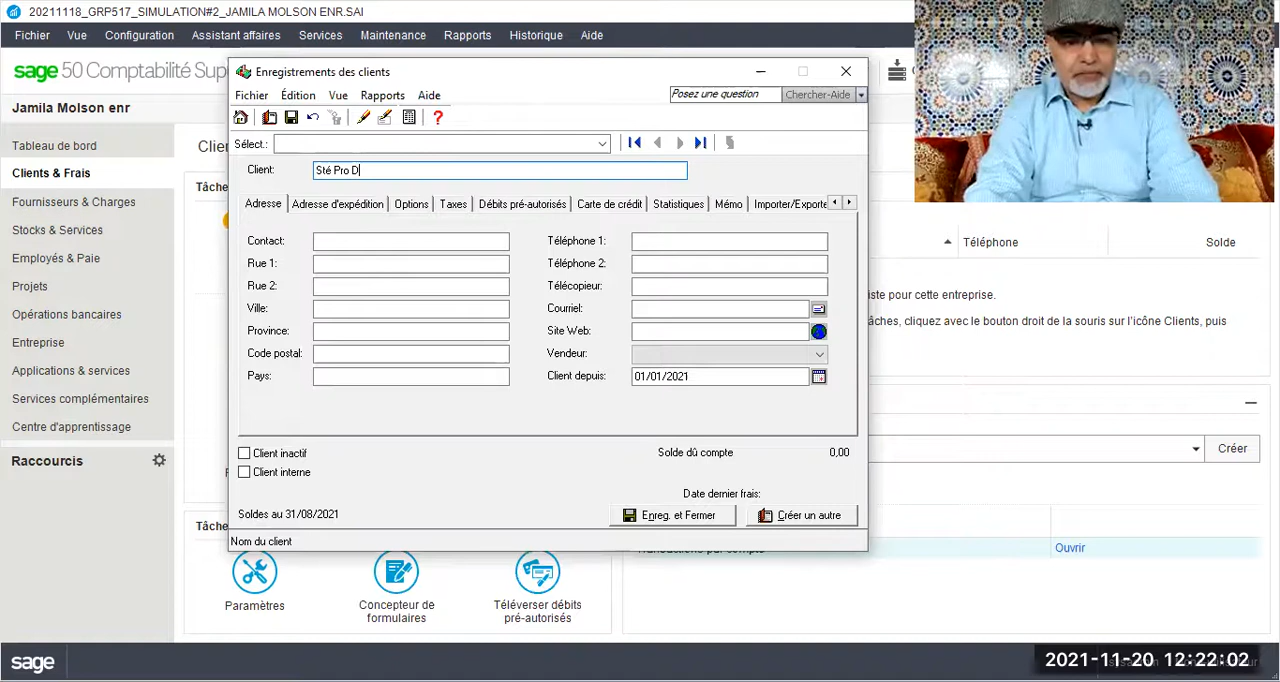 20211118_GRP517_SIMULATION#2_JAMILA MOLSON ENR.SAI
Fichier Vue Configuration Assistant affaires Services Maintenance Rapports Historique Aide
sage 50 Comptabilité Sup
Jamila Molson enr
Tableau de bord
Clients & Frais
Fournisseurs & Charges
Stocks & Services
Employés & Paie
Projets
Opérations bancaires
Entreprise
Applications & services
Services complémentaires
Centre d'apprentissage
Raccourcis
Tâche
Tâche
Enregistrements des clients
Fichier Édition Vue Rapports Aide
Posez une question Chercher-Aide
Sélect.:
Client: Sté Pro D
Adresse Adresse d'expédition Options Taxes Débits pré-autorisés Carte de crédit Statistiques Mémo Importer/Exporte
Contact: Téléphone 1:
Rue 1: Téléphone 2:
Rue 2: Télécopieur:
Ville: Courriel:
Province: Site Web:
Code postal: Vendeur:
Pays: Client depuis: 01/01/2021
Client inactif Solde dû compte 0,00
Client interne
Date dernier frais:
Soldes au 31/08/2021 Enreg. et Fermer Créer un autre
Nom du client
Téléphone Solde
iste pour cette entreprise.
âches, cliquez avec le bouton droit de la souris sur l'icône Clients, puis
Créer
Ouvrir
Paramètres
Concepteur de
formulaires
Téléverser débits
pré-autorisés
sage
2021-11-20 12:22:02